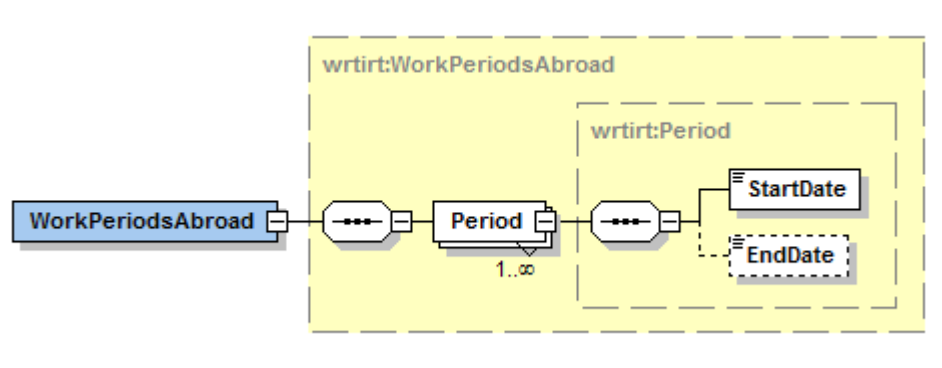 wrtirt:WorkPeriodsAbroad
wrtirt:Period
StartDate
WorkPeriodsAbroad
Period
EndDate
1..∞